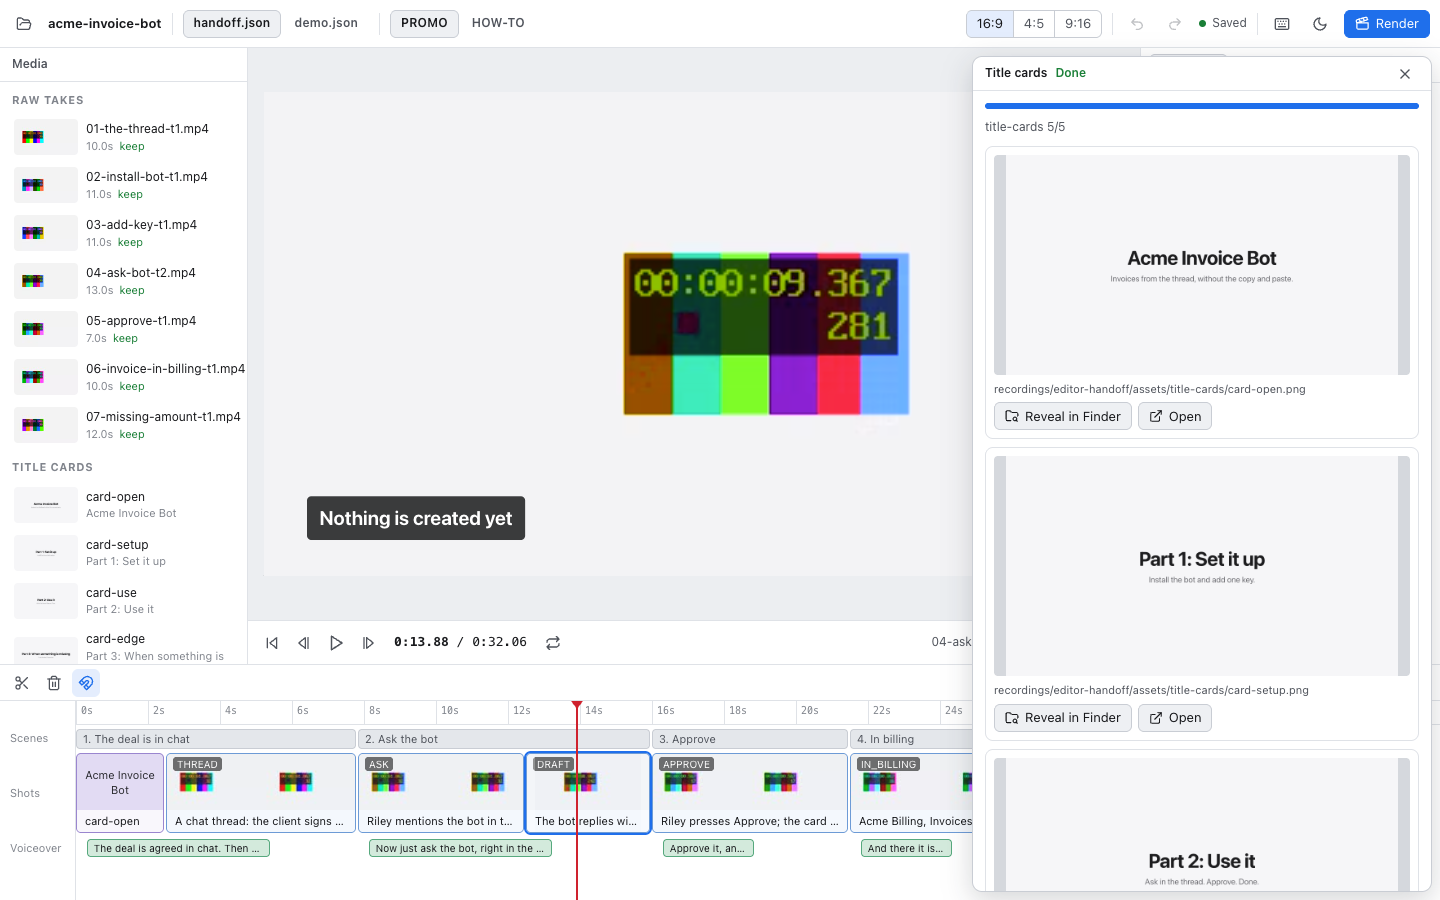 acme-invoice-bot
handoff.json
demo.json
PROMO
HOW-TO
16:9
4:5
9:16
Saved
Render
Media
RAW TAKES
01-the-thread-t1.mp4
10.0s keep
02-install-bot-t1.mp4
11.0s keep
03-add-key-t1.mp4
11.0s keep
04-ask-bot-t2.mp4
13.0s keep
05-approve-t1.mp4
7.0s keep
06-invoice-in-billing-t1.mp4
10.0s keep
07-missing-amount-t1.mp4
12.0s keep
TITLE CARDS
card-open
Acme Invoice Bot
card-setup
Part 1: Set it up
card-use
Part 2: Use it
card-edge
Part 3: When something is
00:00:09.367
281
Nothing is created yet
0:13.88 / 0:32.06
04-ask
Title cards Done
title-cards 5/5
Acme Invoice Bot
Invoices from the thread, without the copy and paste.
recordings/editor-handoff/assets/title-cards/card-open.png
Reveal in Finder
Open
Part 1: Set it up
Install the bot and add one key.
recordings/editor-handoff/assets/title-cards/card-setup.png
Reveal in Finder
Open
Part 2: Use it
Ask in the thread. Approve. Done.
0s 2s 4s 6s 8s 10s 12s 14s 16s 18s 20s 22s 24s
Scenes
1. The deal is in chat
2. Ask the bot
3. Approve
4. In billing
Shots
Acme Invoice
Bot
card-open
THREAD
A chat thread: the client signs ...
ASK
Riley mentions the bot in t...
DRAFT
The bot replies wi...
APPROVE
Riley presses Approve; the card ...
IN_BILLING
Acme Billing, Invoices
Voiceover
The deal is agreed in chat. Then ...
Now just ask the bot, right in the ...
Approve it, an...
And there it is...